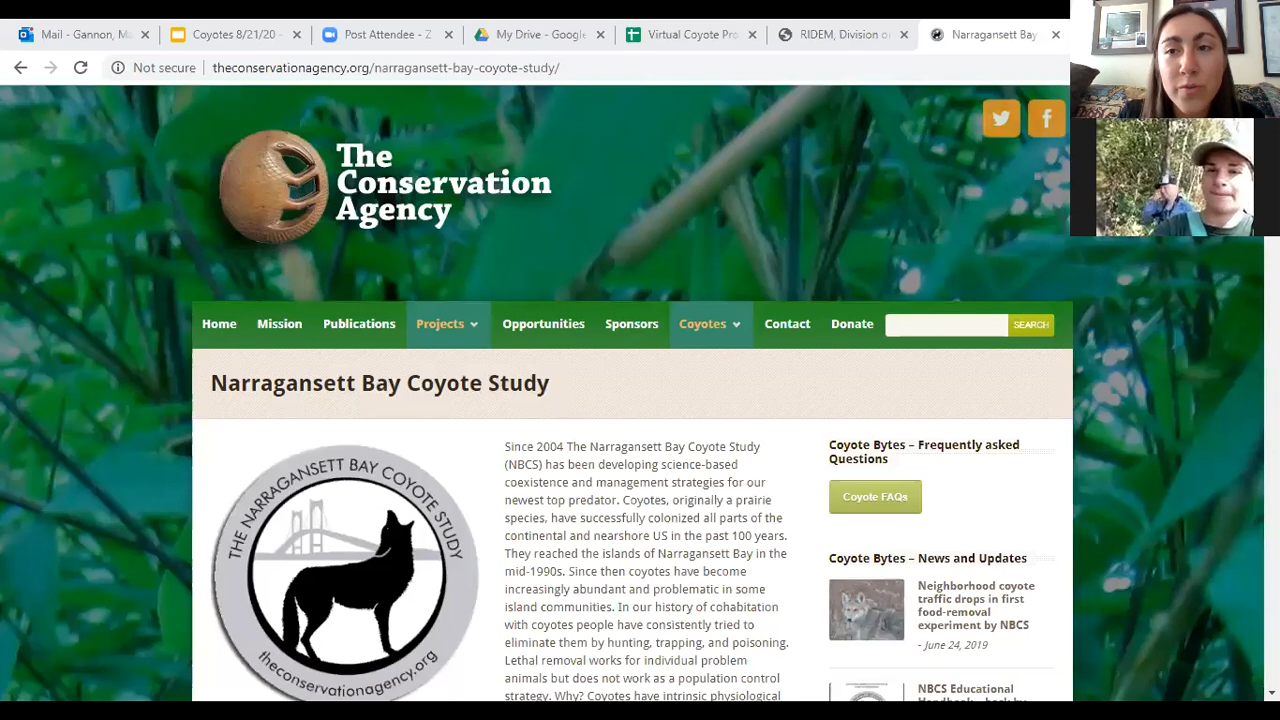 Mail - Gannon, Ma
Coyotes 8/21/20 -
Post Attendee - Z
My Drive - Google
Virtual Coyote Pro
RIDEM, Division o
Narragansett Bay
Not secure theconservationagency.org/narragansett-bay-coyote-study/
The
Conservation
Agency
Home Mission Publications Projects Opportunities Sponsors Coyotes Contact Donate SEARCH
Narragansett Bay Coyote Study
THE NARRAGANSETT BAY COYOTE STUDY
theconservationagency.org
Since 2004 The Narragansett Bay Coyote Study
(NBCS) has been developing science-based
coexistence and management strategies for our
newest top predator. Coyotes, originally a prairie
species, have successfully colonized all parts of the
continental and nearshore US in the past 100 years.
They reached the islands of Narragansett Bay in the
mid-1990s. Since then coyotes have become
increasingly abundant and problematic in some
island communities. In our history of cohabitation
with coyotes people have consistently tried to
eliminate them by hunting, trapping, and poisoning.
Lethal removal works for individual problem
animals but does not work as a population control
strategy. Why? Coyotes have intrinsic physiological
Coyote Bytes – Frequently asked
Questions
Coyote FAQs
Coyote Bytes – News and Updates
Neighborhood coyote
traffic drops in first
food-removal
experiment by NBCS
- June 24, 2019
NBCS Educational